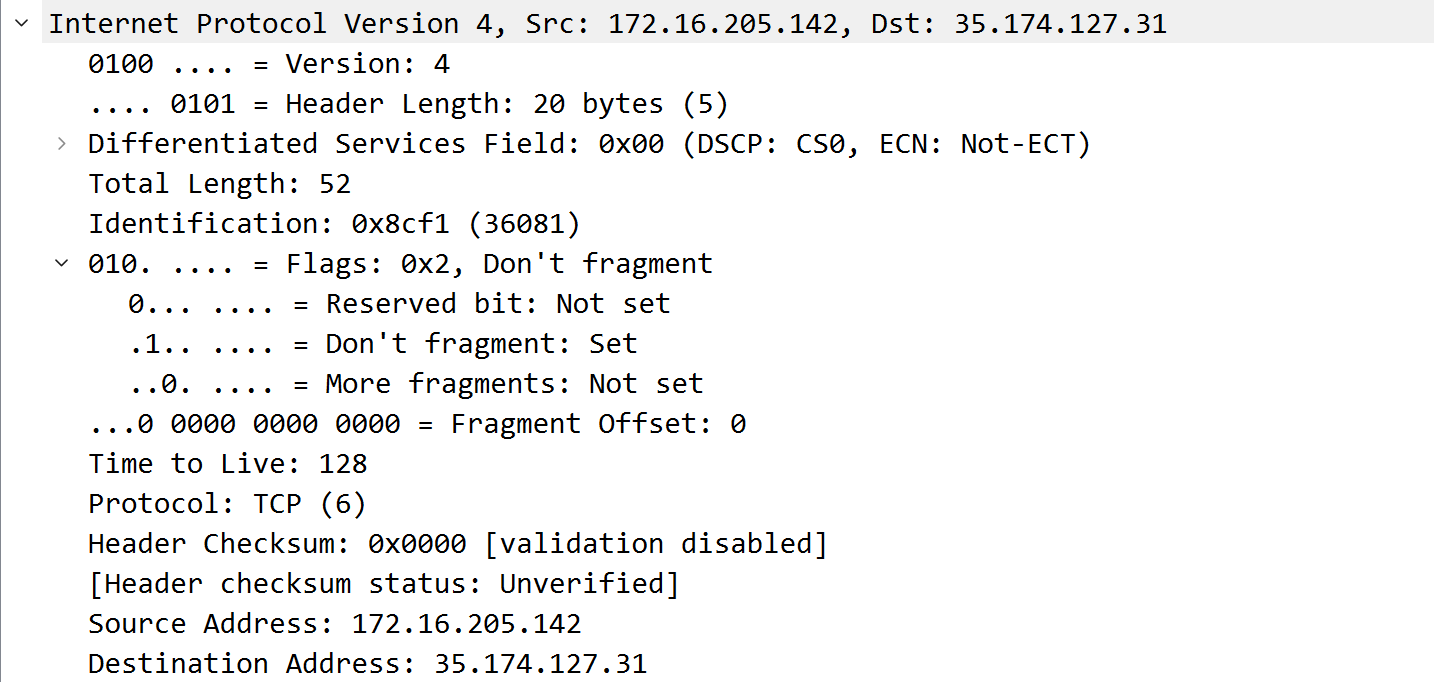 Internet Protocol Version 4, Src: 172.16.205.142, Dst: 35.174.127.31
0100 .... = Version: 4
.... 0101 = Header Length: 20 bytes (5)
Differentiated Services Field: 0x00 (DSCP: CS0, ECN: Not-ECT)
Total Length: 52
Identification: 0x8cf1 (36081)
010. .... = Flags: 0x2, Don't fragment
0... .... = Reserved bit: Not set
.1.. .... = Don't fragment: Set
..0. .... = More fragments: Not set
...0 0000 0000 0000 = Fragment Offset: 0
Time to Live: 128
Protocol: TCP (6)
Header Checksum: 0x0000 [validation disabled]
[Header checksum status: Unverified]
Source Address: 172.16.205.142
Destination Address: 35.174.127.31